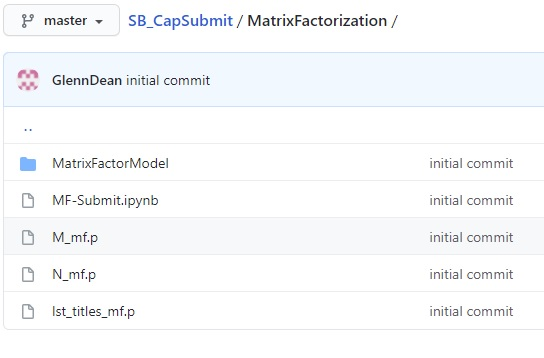 master SB_CapSubmit / MatrixFactorization /
GlennDean initial commit
..
MatrixFactorModel initial commit
MF-Submit.ipynb initial commit
M_mf.p initial commit
N_mf.p initial commit
lst_titles_mf.p initial commit